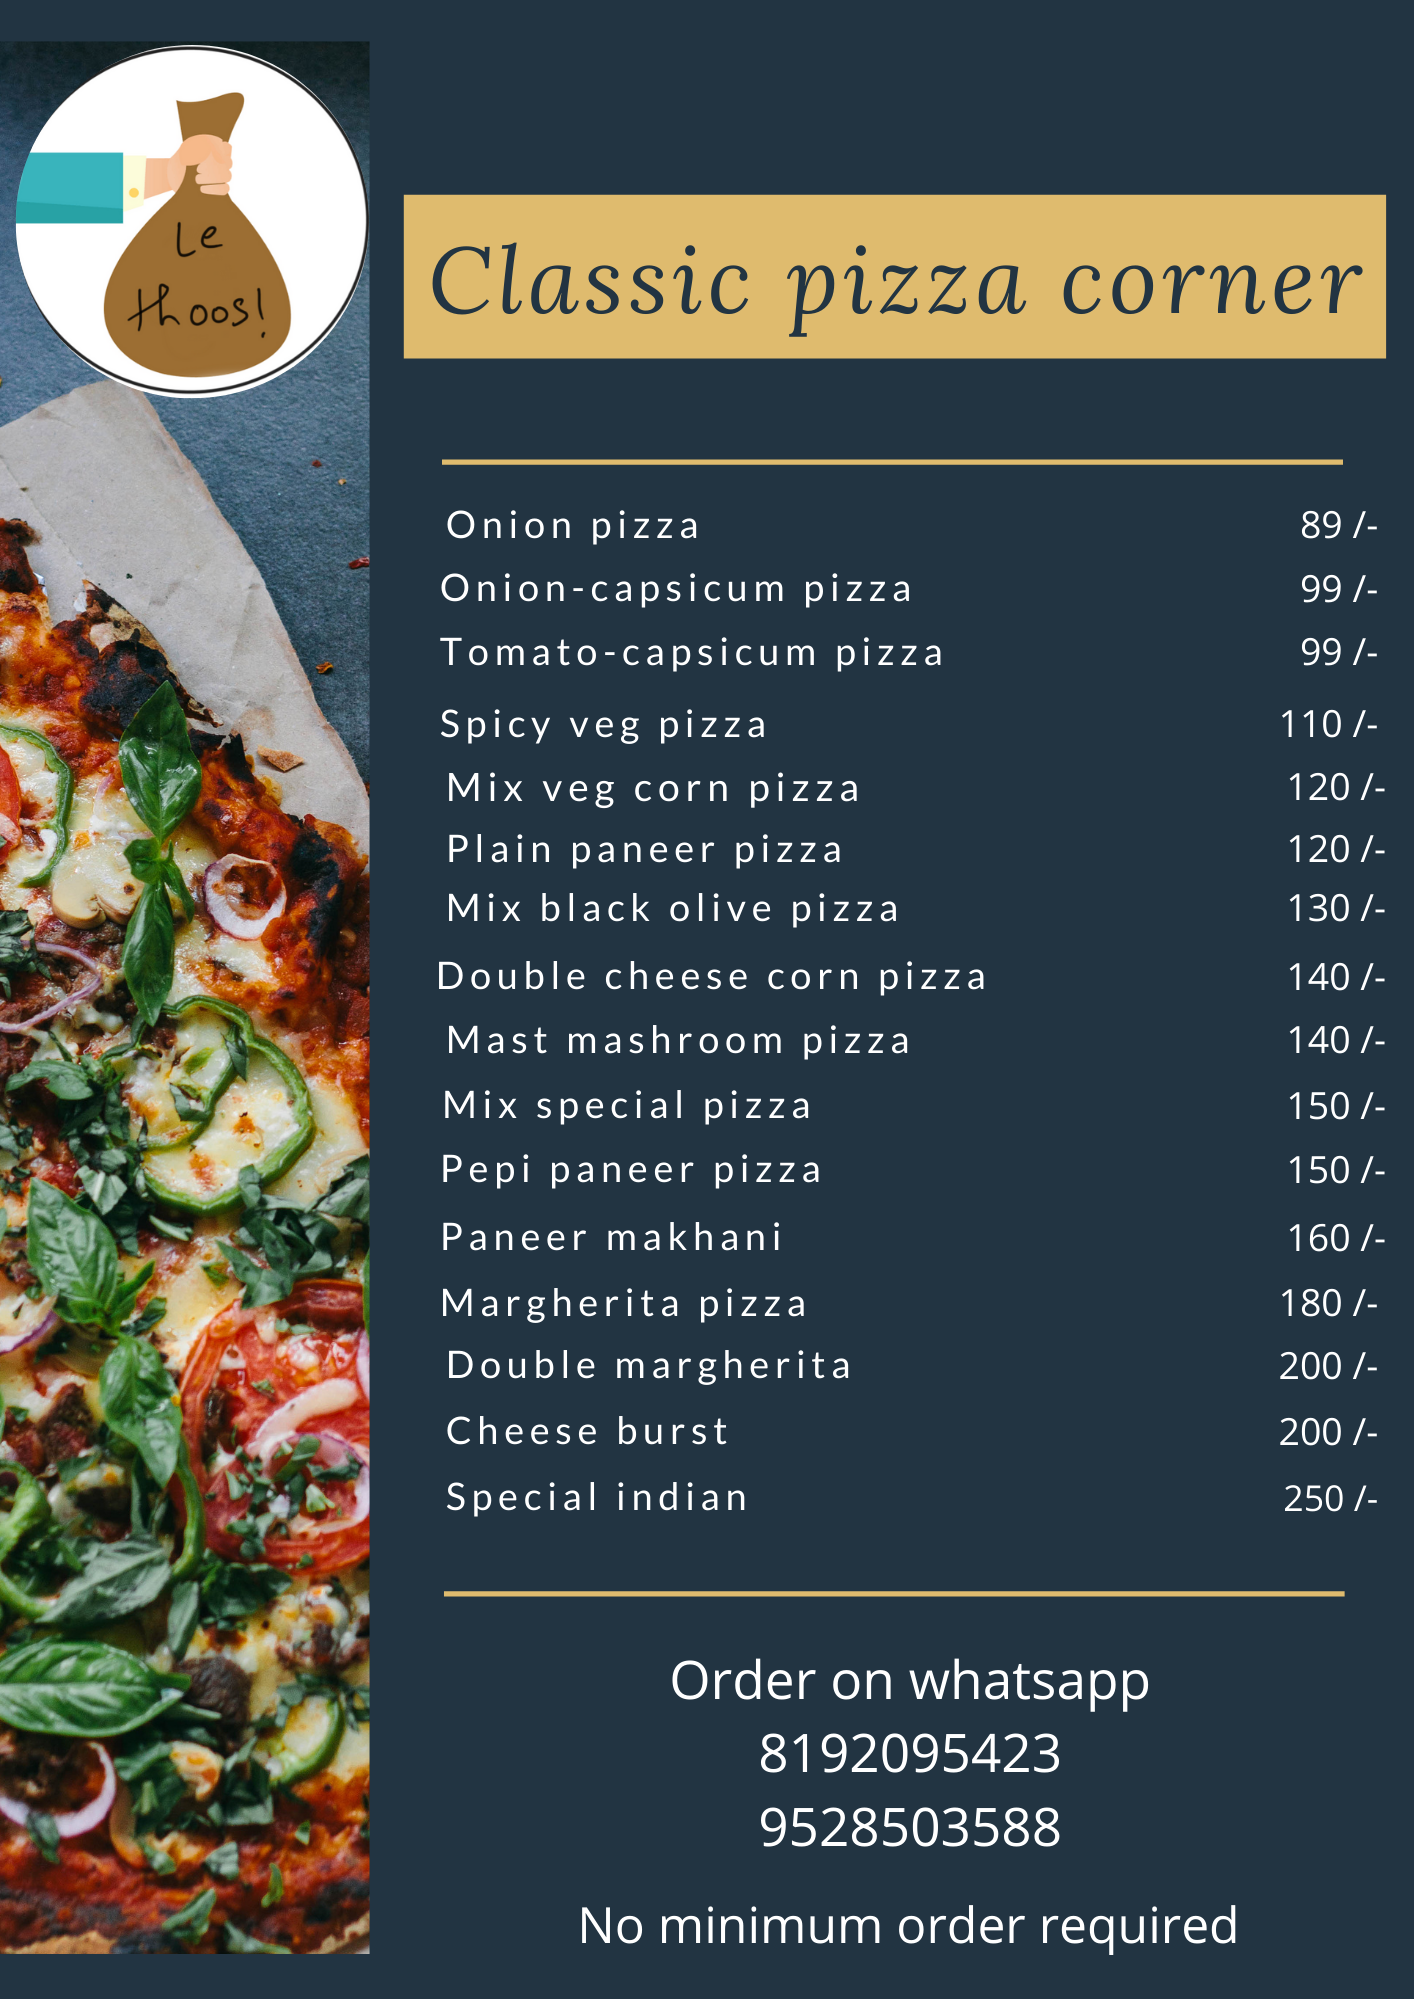 Le
thoos!
Classic pizza corner
Onion pizza 89 /-
Onion-capsicum pizza 99 /-
Tomato-capsicum pizza 99 /-
Spicy veg pizza 110 /-
Mix veg corn pizza 120 /-
Plain paneer pizza 120 /-
Mix black olive pizza 130 /-
Double cheese corn pizza 140 /-
Mast mashroom pizza 140 /-
Mix special pizza 150 /-
Pepi paneer pizza 150 /-
Paneer makhani 160 /-
Margherita pizza 180 /-
Double margherita 200 /-
Cheese burst 200 /-
Special indian 250 /-
Order on whatsapp
8192095423
9528503588
No minimum order required